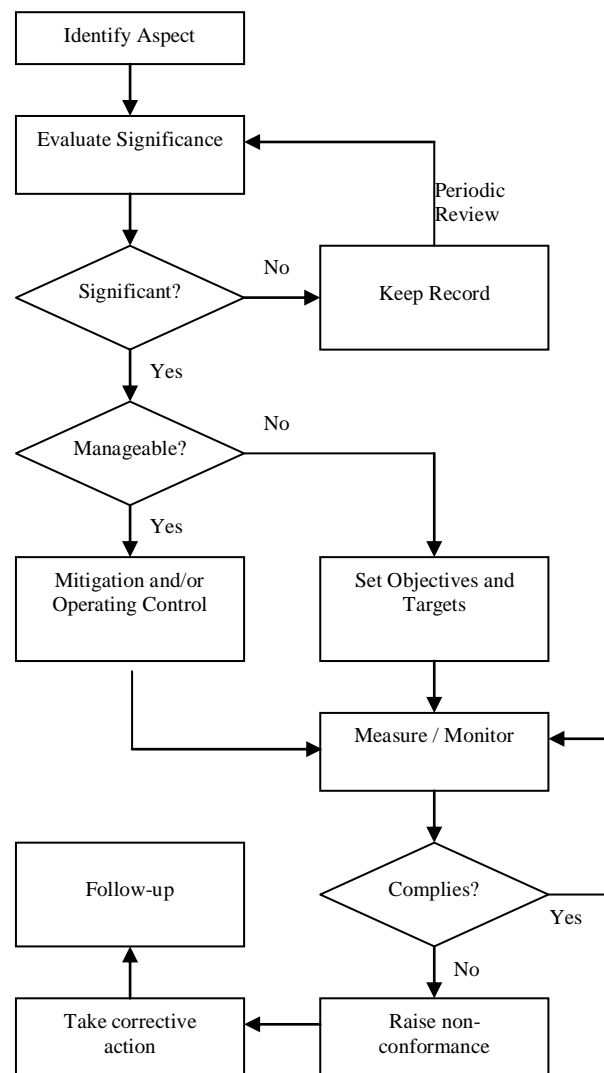 Identify Aspect
Evaluate Significance
Periodic
Review
No
Significant?
Keep Record
Yes
No
Manageable?
Yes
Mitigation and/or
Operating Control
Set Objectives and
Targets
Measure / Monitor
Follow-up
Complies?
Yes
No
Take corrective
action
Raise non-
conformance